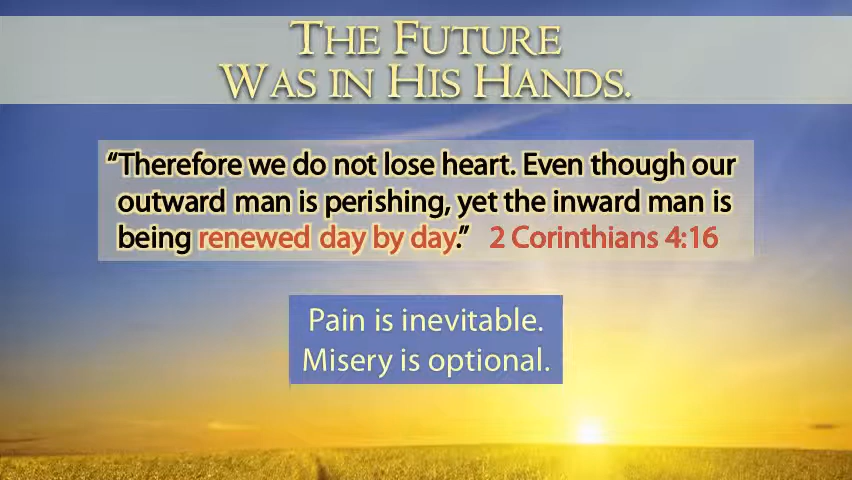 THE FUTURE
WAS IN HIS HANDS.
“Therefore we do not lose heart. Even though our
outward man is perishing, yet the inward man is
being renewed day by day.” 2 Corinthians 4:16
Pain is inevitable.
Misery is optional.